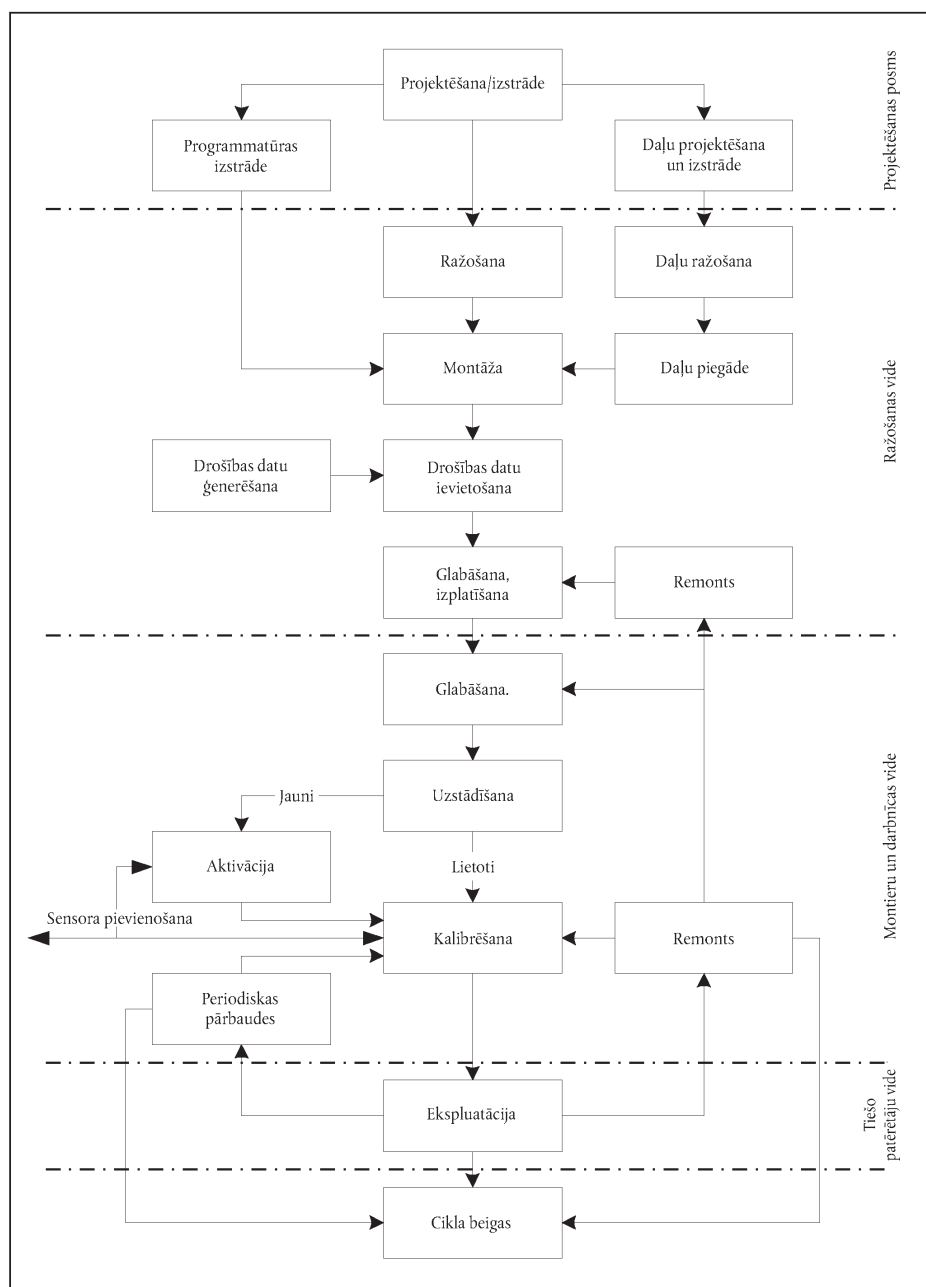 Projektēšana/izstrāde
Programmatūras
izstrāde
Daļu projektēšana
un izstrāde
Projektēšanas posms
Ražošana
Daļu ražošana
Montāža
Daļu piegāde
Ražošanas vide
Drošības datu
ģenerēšana
Drošības datu
ievietošana
Glabāšana,
izplatīšana
Remonts
Glabāšana.
Uzstādīšana
Jauni
Aktivācija
Lietoti
Montieru un darbnīcas vide
Sensora pievienošana
Kalibrēšana
Remonts
Periodiskas
pārbaudes
Ekspluatācija
Tiešo
patērētāju vide
Cikla beigas